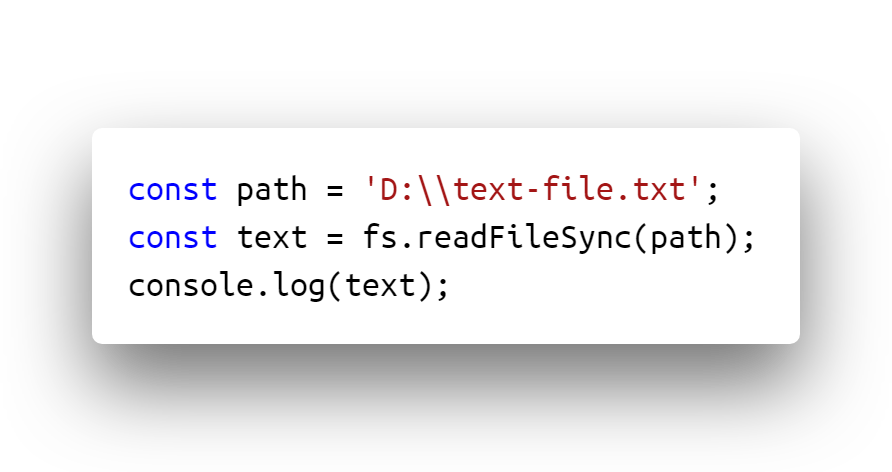 const path = 'D:\\text-file.txt';
const text = fs.readFileSync(path);
console.log(text);